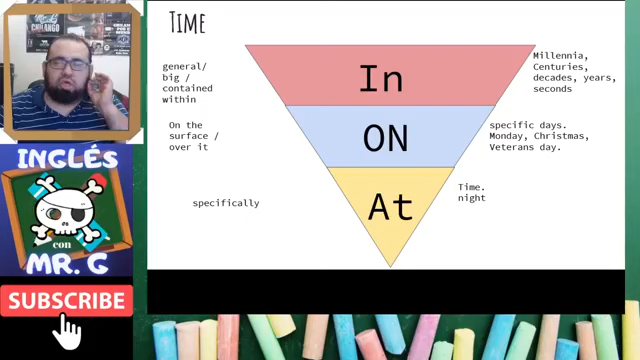 TIME
general/
big /
contained
within
In
Millennia,
Centuries,
decades, years,
seconds
On the
surface /
over it
ON
specific days.
Monday, Christmas,
Veterans day.
specifically
At
Time.
night
CHILANGO
INGLÉS
con
MR. G
SUBSCRIBE